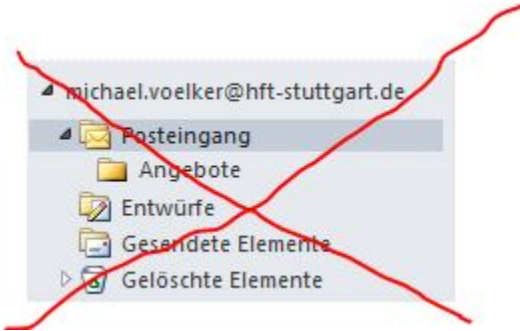 michael.voelker@hft-stuttgart.de
Posteingang
Angebote
Entwürfe
Gesendete Elemente
Gelöschte Elemente